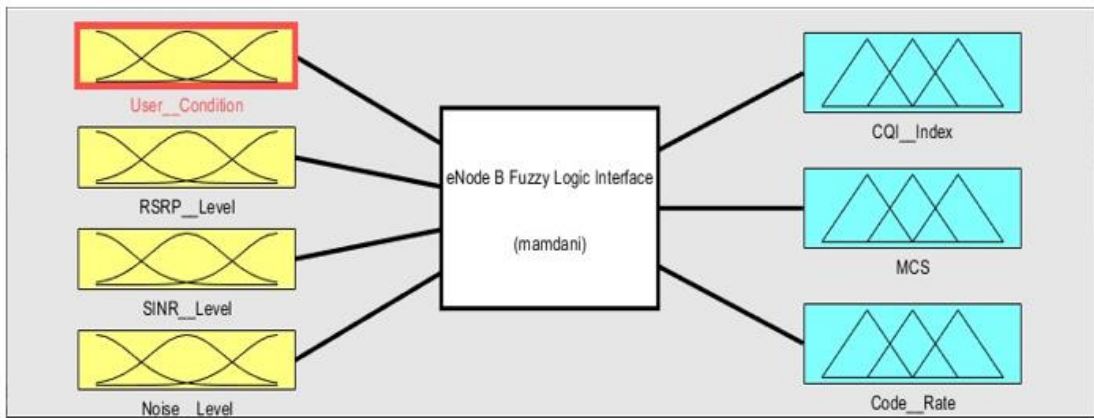 User__Condition
RSRP__Level
SINR__Level
Noise__Level
eNode B Fuzzy Logic Interface
(mamdani)
CQI__Index
MCS
Code__Rate